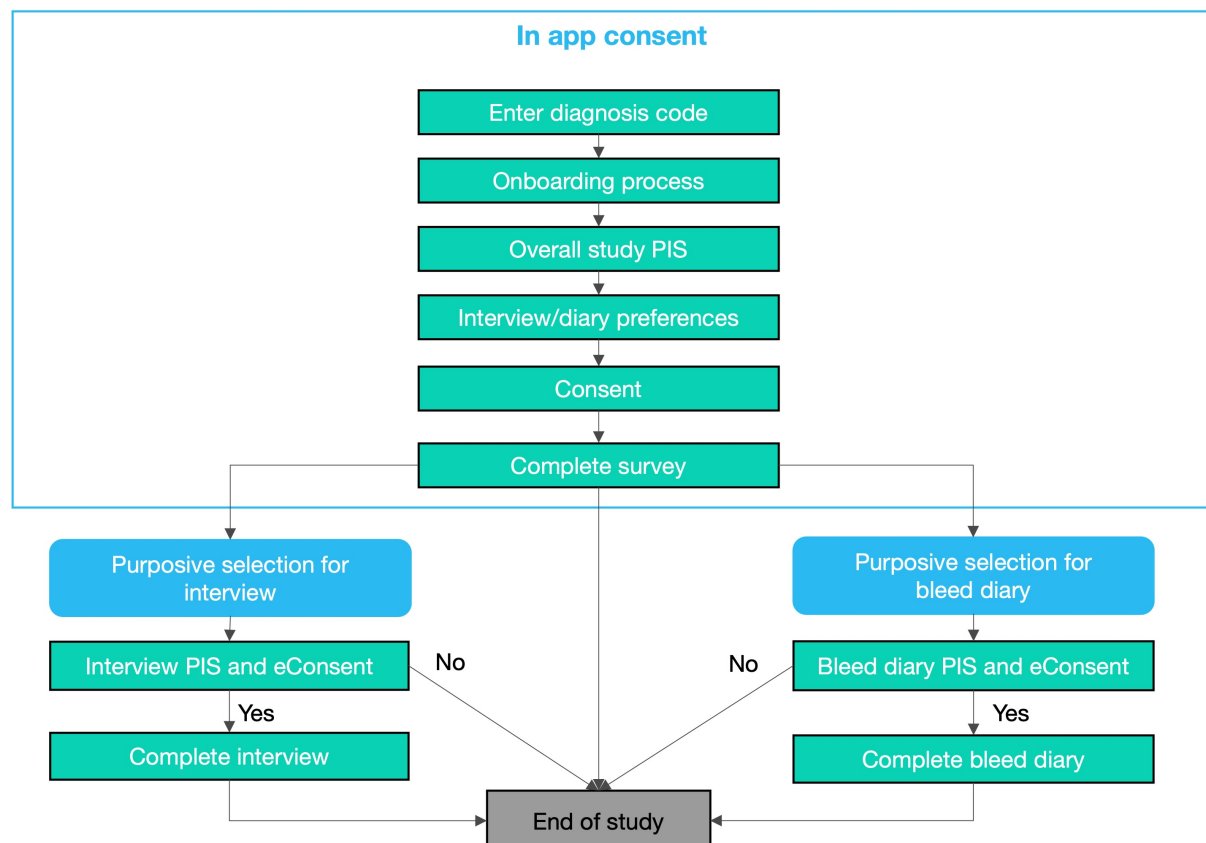 In app consent
Enter diagnosis code
Onboarding process
Overall study PIS
Interview/diary preferences
Consent
Complete survey
Purposive selection for
interview
Purposive selection for
bleed diary
Interview PIS and eConsent
No
No
Bleed diary PIS and eConsent
Yes
Yes
Complete interview
Complete bleed diary
End of study